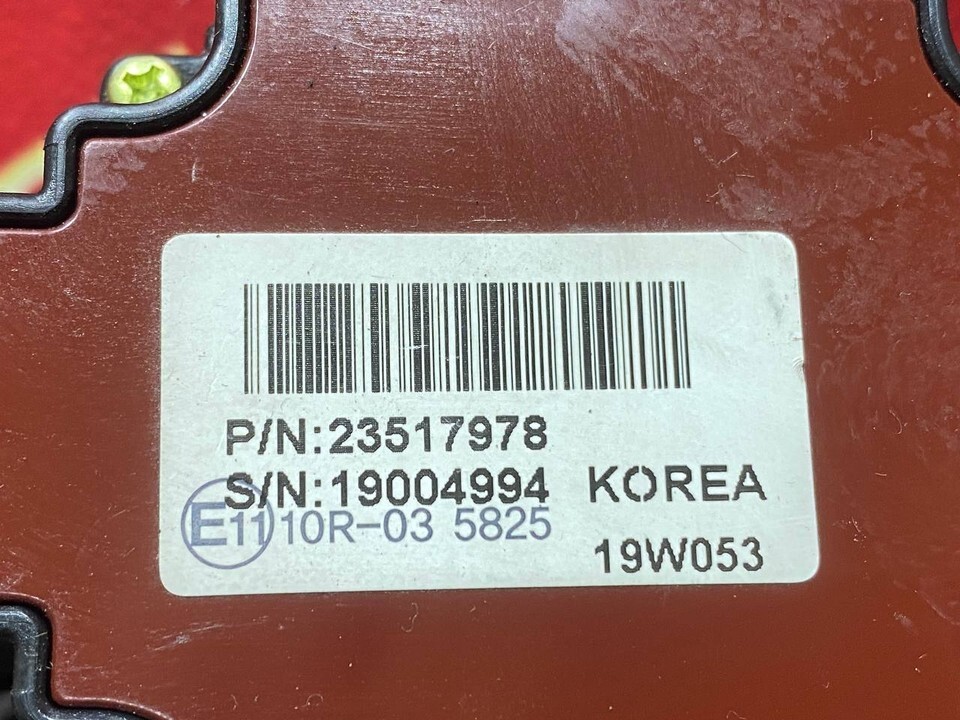 P/N:23517978
S/N:19004994 KOREA
E11 10R-03 5825
19W053